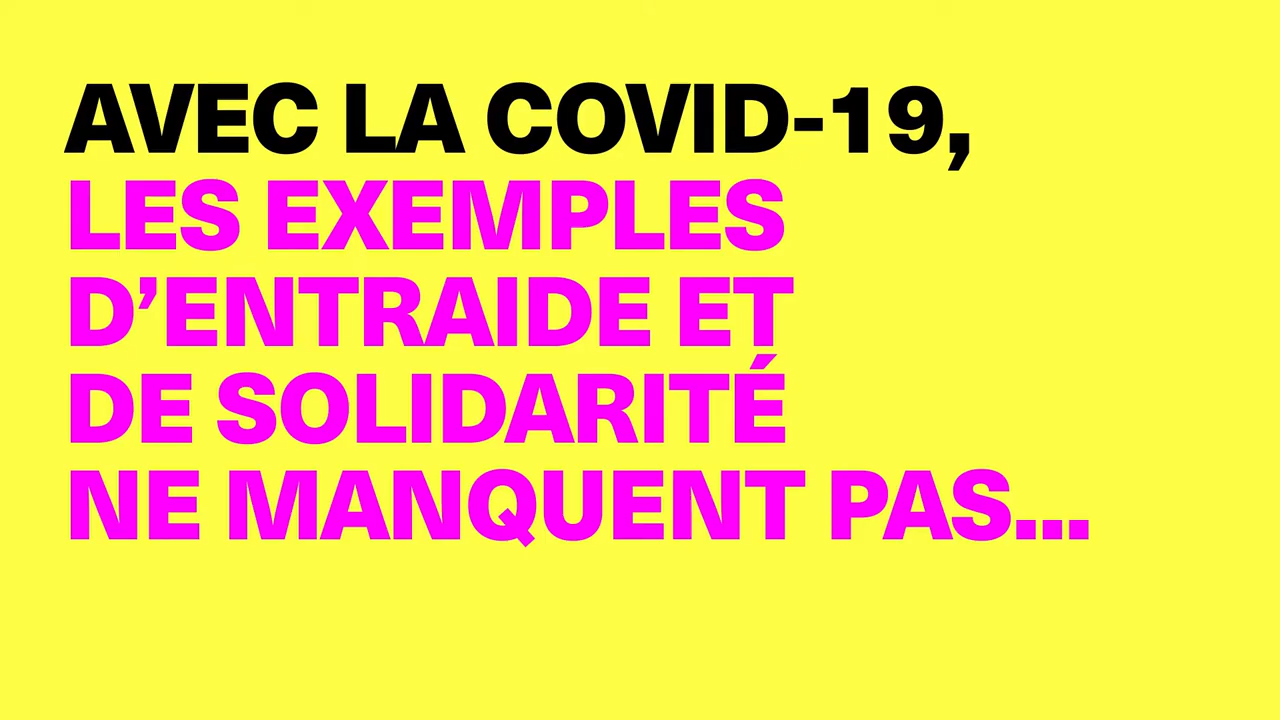 AVEC LA COVID-19,
LES EXEMPLES
D’ENTRAIDE ET
DE SOLIDARITÉ
NE MANQUENT PAS...